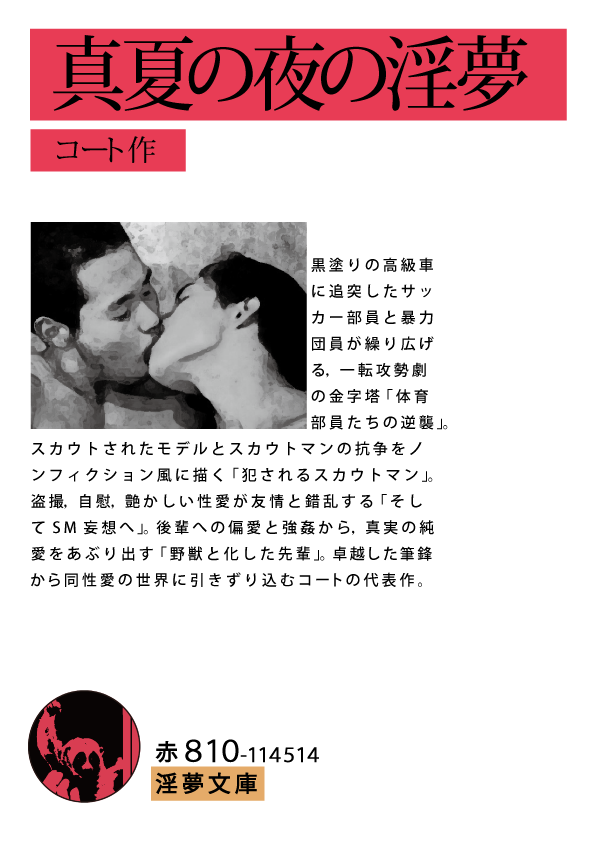 真夏の夜の淫夢
コート作
黒塗りの高級車
に追突したサッ
カー部員と暴力
団員が繰り広げ
る，一転攻勢劇
の金字塔「体育
部員たちの逆襲」。
スカウトされたモデルとスカウトマンの抗争をノ
ンフィクション風に描く「犯されるスカウトマン」。
盗撮，自慰，艶かしい性愛が友情と錯乱する「そし
てSM妄想へ」。後輩への偏愛と強姦から，真実の純
愛をあぶり出す「野獣と化した先輩」。卓越した筆鋒
から同性愛の世界に引きずり込むコートの代表作。
赤810-114514
淫夢文庫